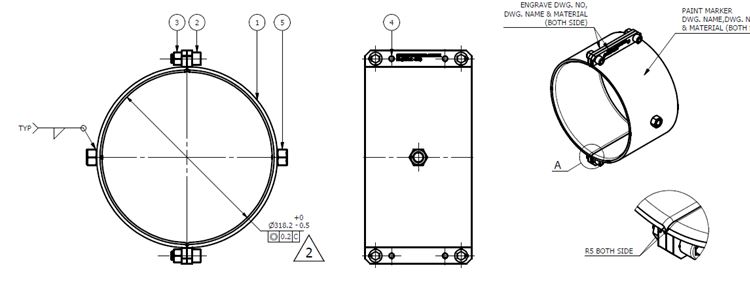 3
2
1
5
4
ENGRAVE DWG. NO,
DWG. NAME & MATERIAL
(BOTH SIDE)
PAINT MARKER
DWG. NAME,DWG. N
& MATERIAL (BOTH S
TYP
A
+0
Ø318.2 -0.5
◎ 0.2 C
2
R5 BOTH SIDE